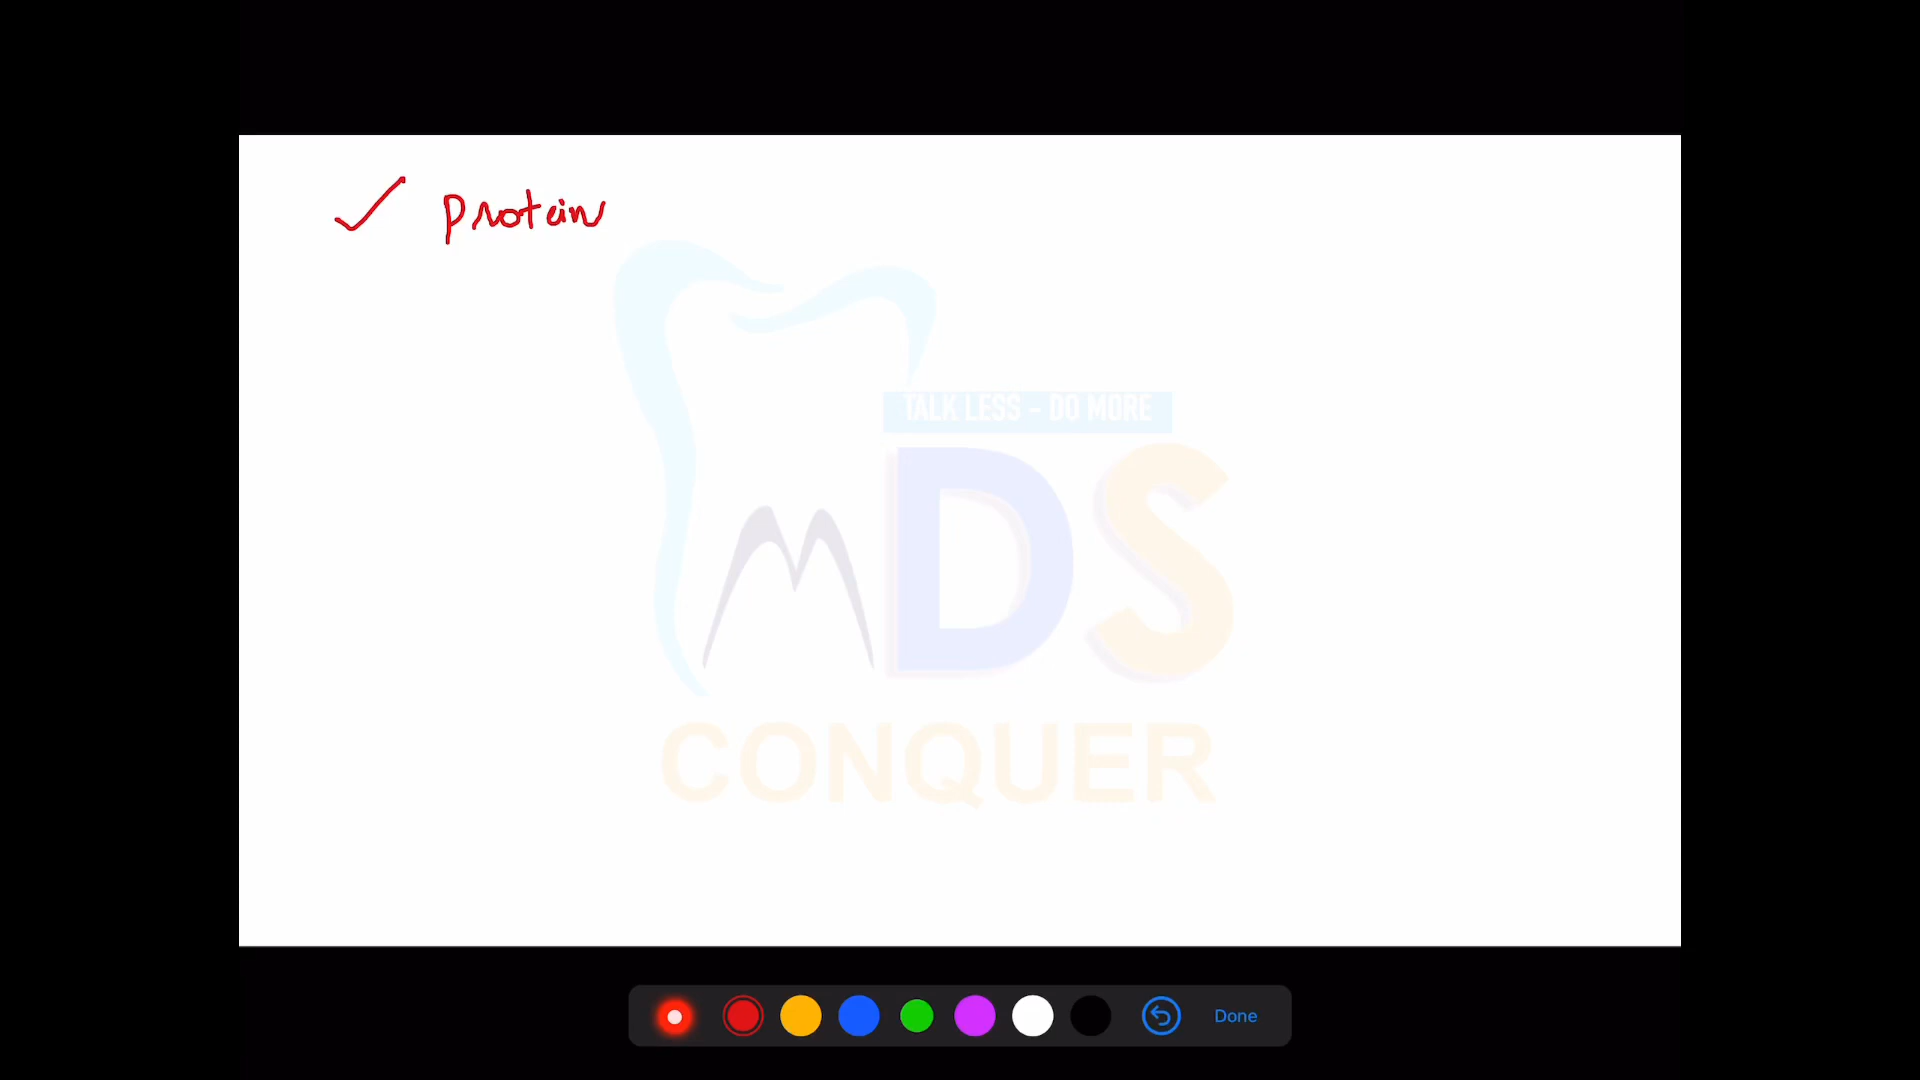 ✓ Protein
TALK LESS - DO MORE
MDS
CONQUER
Done